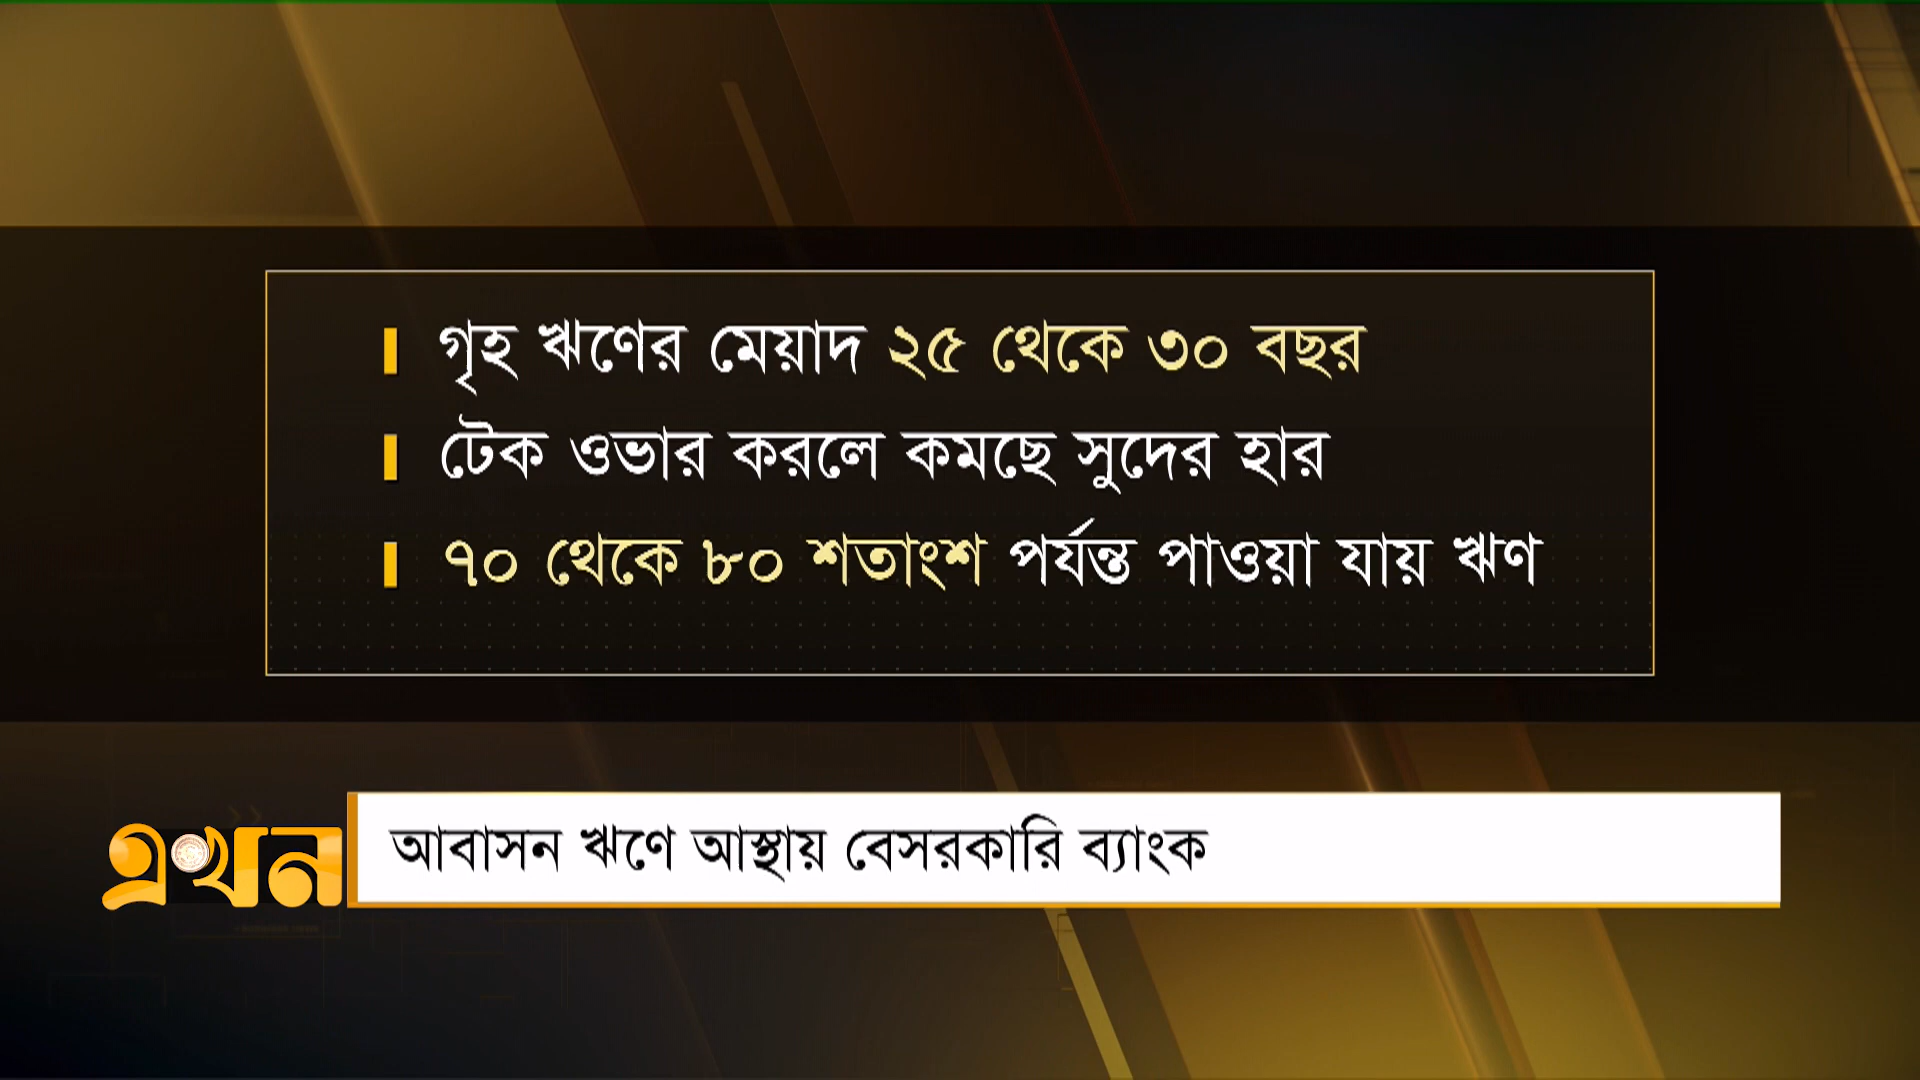 গৃহ ঋণের মেয়াদ ২৫ থেকে ৩০ বছর
টেক ওভার করলে কমছে সুদের হার
৭০ থেকে ৮০ শতাংশ পর্যন্ত পাওয়া যায় ঋণ
এখন
আবাসন ঋণে আস্থায় বেসরকারি ব্যাংক